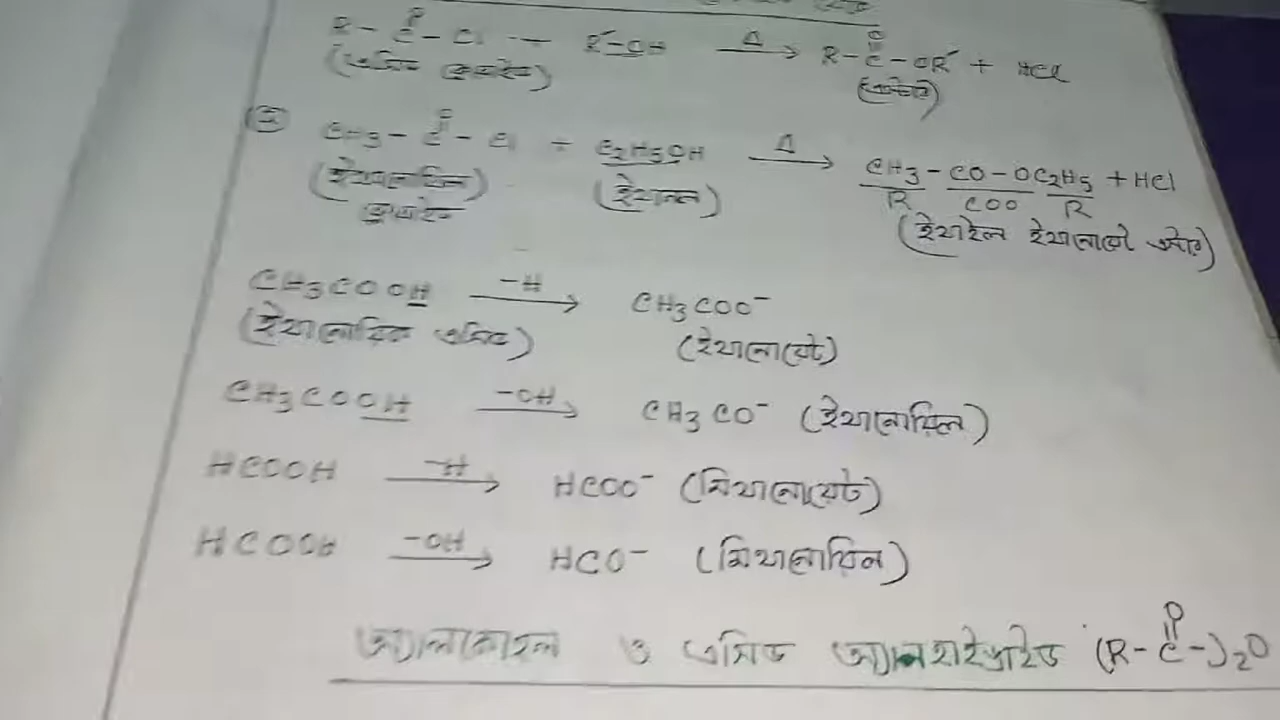 O
R - C - Cl + R´-OH Δ→ R-C-OR´ + HCl
(এসিড ক্লোরাইড) (এস্টার)
O
CH3 - C - Cl + C2H5OH Δ→ CH3 - CO - OC2H5 + HCl
R COO R
(ইথানোয়িল (ইথানল) (ইথাইল ইথানোয়েট এস্টার)
ক্লোরাইড
CH3COOH -H→ CH3COO-
(ইথানোয়িক এসিড) (ইথানোয়েট)
CH3COOH -OH→ CH3CO- (ইথানোয়িল)
HCOOH -H→ HCOO- (মিথানোয়েট)
HCOOH -OH→ HCO- (মিথানোয়িল)
O
অ্যালকোহল ও এসিড অ্যানহাইড্রাইড (R-C-)2O